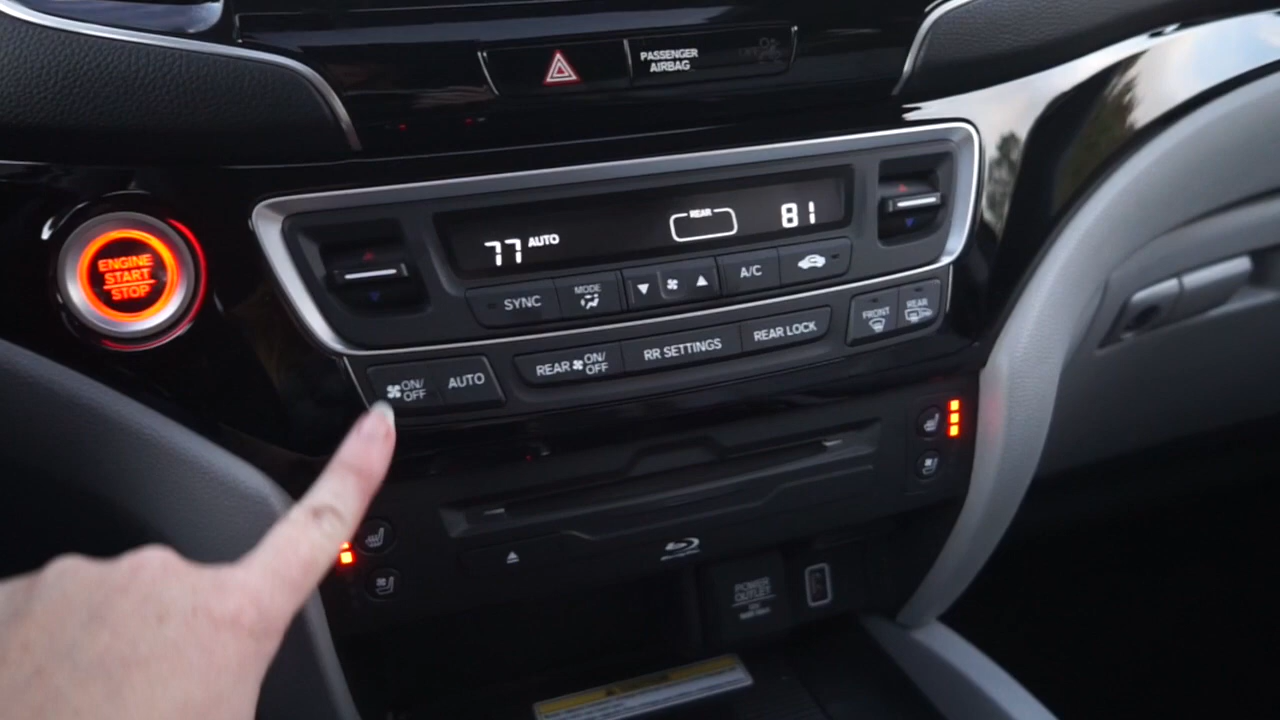 PASSENGER
AIRBAG
ENGINE
START
STOP
77 AUTO
REAR
81
SYNC
MODE
A/C
ON/
OFF
AUTO
REAR ON/
OFF
RR SETTINGS
REAR LOCK
FRONT
REAR
POWER
OUTLET